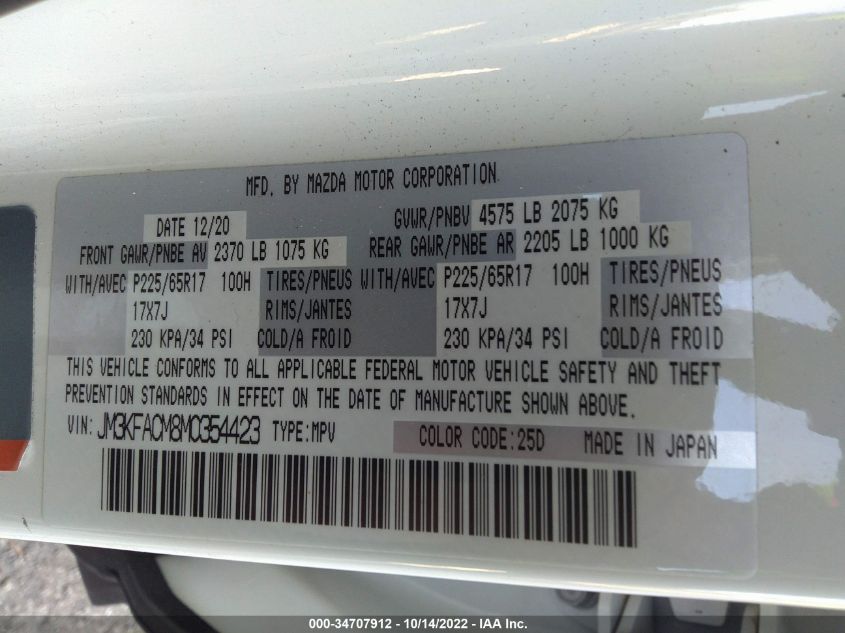 MFD. BY MAZDA MOTOR CORPORATION
DATE 12/20 GVWR/PNBV 4575 LB 2075 KG
FRONT GAWR/PNBE AV 2370 LB 1075 KG REAR GAWR/PNBE AR 2205 LB 1000 KG
WITH/AVEC P225/65R17 100H TIRES/PNEUS WITH/AVEC P225/65R17 100H TIRES/PNEUS
17X7J RIMS/JANTES 17X7J RIMS/JANTES
230 KPA/34 PSI COLD/A FROID 230 KPA/34 PSI COLD/A FROID
THIS VEHICLE CONFORMS TO ALL APPLICABLE FEDERAL MOTOR VEHICLE SAFETY AND THEFT
PREVENTION STANDARDS IN EFFECT ON THE DATE OF MANUFACTURE SHOWN ABOVE.
VIN: JM3KFACM8M0354423 TYPE:MPV COLOR CODE:25D MADE IN JAPAN
000-34707912 - 10/14/2022 - IAA Inc.